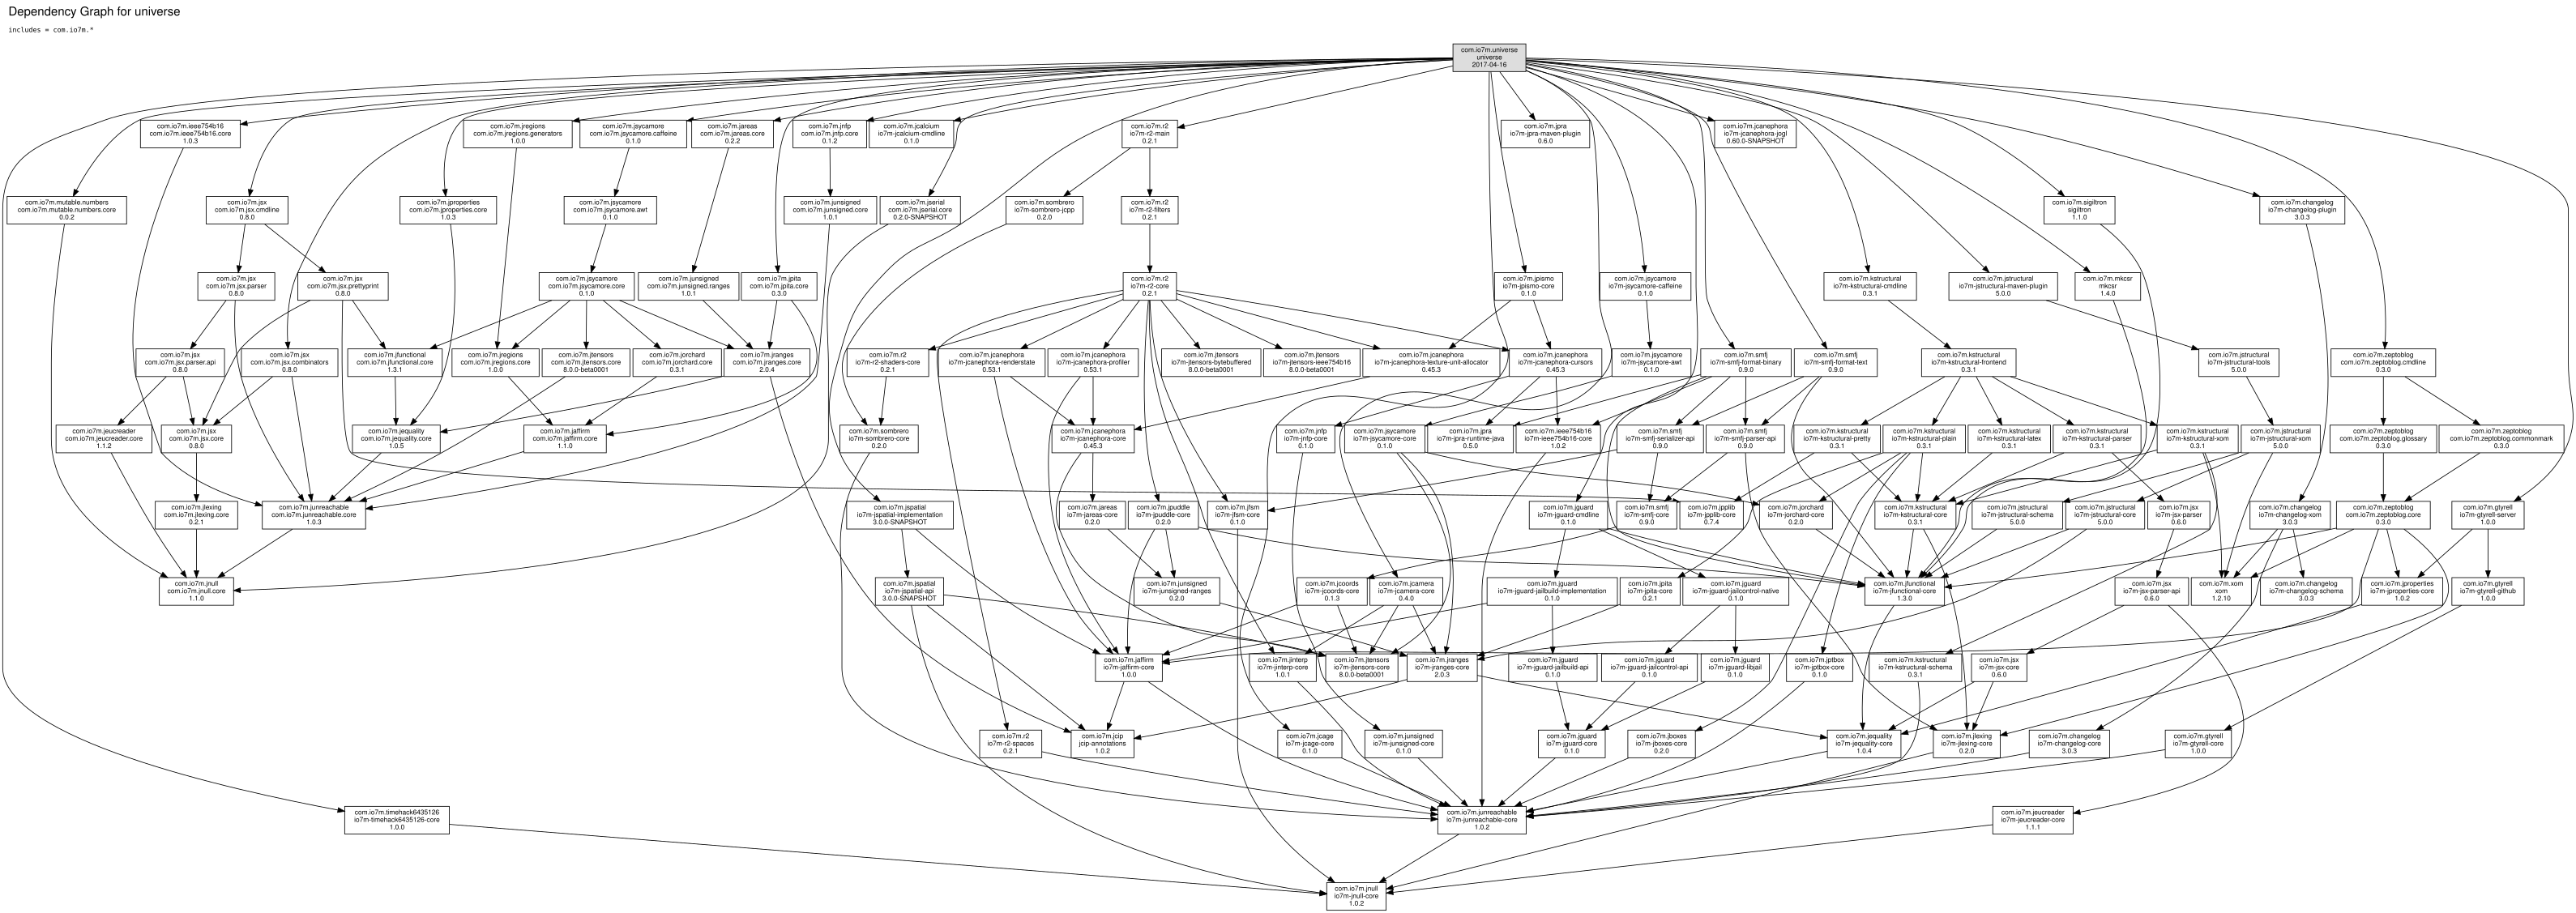 Dependency Graph for universe
includes = com.io7m.*
com.io7m.universe
universe
2017-04-16
com.io7m.ieee754b16
com.io7m.ieee754b16.core
1.0.3
com.io7m.jregions
com.io7m.jregions.generators
1.0.0
com.io7m.jsycamore
com.io7m.jsycamore.caffeine
0.1.0
com.io7m.jareas
com.io7m.jareas.core
0.2.2
com.io7m.jnfp
com.io7m.jnfp.core
0.1.2
com.io7m.jcalcium
io7m-jcalcium-cmdline
0.1.0
com.io7m.r2
io7m-r2-main
0.2.1
com.io7m.jpra
io7m-jpra-maven-plugin
0.6.0
com.io7m.jcanephora
io7m-jcanephora-jogl
0.60.0-SNAPSHOT
com.io7m.mutable.numbers
com.io7m.mutable.numbers.core
0.0.2
com.io7m.jsx
com.io7m.jsx.cmdline
0.8.0
com.io7m.jproperties
com.io7m.jproperties.core
1.0.3
com.io7m.jsycamore
com.io7m.jsycamore.awt
0.1.0
com.io7m.junsigned
com.io7m.junsigned.core
1.0.1
com.io7m.jserial
com.io7m.jserial.core
0.2.0-SNAPSHOT
com.io7m.sombrero
io7m-sombrero-jcpp
0.2.0
com.io7m.r2
io7m-r2-filters
0.2.1
com.io7m.sigiltron
sigiltron
1.1.0
com.io7m.changelog
io7m-changelog-plugin
3.0.3
com.io7m.jsx
com.io7m.jsx.parser
0.8.0
com.io7m.jsx
com.io7m.jsx.prettyprint
0.8.0
com.io7m.jsycamore
com.io7m.jsycamore.core
0.1.0
com.io7m.junsigned
com.io7m.junsigned.ranges
1.0.1
com.io7m.jpita
com.io7m.jpita.core
0.3.0
com.io7m.r2
io7m-r2-core
0.2.1
com.io7m.jpismo
io7m-jpismo-core
0.1.0
com.io7m.jsycamore
io7m-jsycamore-caffeine
0.1.0
com.io7m.kstructural
io7m-kstructural-cmdline
0.3.1
com.io7m.jstructural
io7m-jstructural-maven-plugin
5.0.0
com.io7m.mkcsr
mkcsr
1.4.0
com.io7m.jsx
com.io7m.jsx.parser.api
0.8.0
com.io7m.jsx
com.io7m.jsx.combinators
0.8.0
com.io7m.jfunctional
com.io7m.jfunctional.core
1.3.1
com.io7m.jregions
com.io7m.jregions.core
1.0.0
com.io7m.jtensors
com.io7m.jtensors.core
8.0.0-beta0001
com.io7m.jorchard
com.io7m.jorchard.core
0.3.1
com.io7m.jranges
com.io7m.jranges.core
2.0.4
com.io7m.r2
io7m-r2-shaders-core
0.2.1
com.io7m.jcanephora
io7m-jcanephora-renderstate
0.53.1
com.io7m.jcanephora
io7m-jcanephora-profiler
0.53.1
com.io7m.jtensors
io7m-jtensors-bytebuffered
8.0.0-beta0001
com.io7m.jtensors
io7m-jtensors-ieee754b16
8.0.0-beta0001
com.io7m.jcanephora
io7m-jcanephora-texture-unit-allocator
0.45.3
com.io7m.jcanephora
io7m-jcanephora-cursors
0.45.3
com.io7m.jsycamore
io7m-jsycamore-awt
0.1.0
com.io7m.smfj
io7m-smfj-format-binary
0.9.0
com.io7m.smfj
io7m-smfj-format-text
0.9.0
com.io7m.kstructural
io7m-kstructural-frontend
0.3.1
com.io7m.jstructural
io7m-jstructural-tools
5.0.0
com.io7m.zeptoblog
com.io7m.zeptoblog.cmdline
0.3.0
com.io7m.jeucreader
com.io7m.jeucreader.core
1.1.2
com.io7m.jsx
com.io7m.jsx.core
0.8.0
com.io7m.jequality
com.io7m.jequality.core
1.0.5
com.io7m.jaffirm
com.io7m.jaffirm.core
1.1.0
com.io7m.sombrero
io7m-sombrero-core
0.2.0
com.io7m.jcanephora
io7m-jcanephora-core
0.45.3
com.io7m.jnfp
io7m-jnfp-core
0.1.0
com.io7m.jsycamore
io7m-jsycamore-core
0.1.0
com.io7m.jpra
io7m-jpra-runtime-java
0.5.0
com.io7m.ieee754b16
io7m-ieee754b16-core
1.0.2
com.io7m.smfj
io7m-smfj-serializer-api
0.9.0
com.io7m.smfj
io7m-smfj-parser-api
0.9.0
com.io7m.kstructural
io7m-kstructural-pretty
0.3.1
com.io7m.kstructural
io7m-kstructural-plain
0.3.1
com.io7m.kstructural
io7m-kstructural-latex
0.3.1
com.io7m.kstructural
io7m-kstructural-parser
0.3.1
com.io7m.kstructural
io7m-kstructural-xom
0.3.1
com.io7m.jstructural
io7m-jstructural-xom
5.0.0
com.io7m.zeptoblog
com.io7m.zeptoblog.glossary
0.3.0
com.io7m.zeptoblog
com.io7m.zeptoblog.commonmark
0.3.0
com.io7m.jlexing
com.io7m.jlexing.core
0.2.1
com.io7m.junreachable
com.io7m.junreachable.core
1.0.3
com.io7m.jspatial
io7m-jspatial-implementation
3.0.0-SNAPSHOT
com.io7m.jareas
io7m-jareas-core
0.2.0
com.io7m.jpuddle
io7m-jpuddle-core
0.2.0
com.io7m.jfsm
io7m-jfsm-core
0.1.0
com.io7m.jguard
io7m-jguard-cmdline
0.1.0
com.io7m.smfj
io7m-smfj-core
0.9.0
com.io7m.jpplib
io7m-jpplib-core
0.7.4
com.io7m.jorchard
io7m-jorchard-core
0.2.0
com.io7m.kstructural
io7m-kstructural-core
0.3.1
com.io7m.jstructural
io7m-jstructural-schema
5.0.0
com.io7m.jstructural
io7m-jstructural-core
5.0.0
com.io7m.jsx
io7m-jsx-parser
0.6.0
com.io7m.changelog
io7m-changelog-xom
3.0.3
com.io7m.zeptoblog
com.io7m.zeptoblog.core
0.3.0
com.io7m.gtyrell
io7m-gtyrell-server
1.0.0
com.io7m.jnull
com.io7m.jnull.core
1.1.0
com.io7m.jspatial
io7m-jspatial-api
3.0.0-SNAPSHOT
com.io7m.junsigned
io7m-junsigned-ranges
0.2.0
com.io7m.jcoords
io7m-jcoords-core
0.1.3
com.io7m.jcamera
io7m-jcamera-core
0.4.0
com.io7m.jguard
io7m-jguard-jailbuild-implementation
0.1.0
com.io7m.jpita
io7m-jpita-core
0.2.1
com.io7m.jguard
io7m-jguard-jailcontrol-native
0.1.0
com.io7m.jfunctional
io7m-jfunctional-core
1.3.0
com.io7m.jsx
io7m-jsx-parser-api
0.6.0
com.io7m.xom
xom
1.2.10
com.io7m.changelog
io7m-changelog-schema
3.0.3
com.io7m.jproperties
io7m-jproperties-core
1.0.2
com.io7m.gtyrell
io7m-gtyrell-github
1.0.0
com.io7m.jaffirm
io7m-jaffirm-core
1.0.0
com.io7m.jinterp
io7m-jinterp-core
1.0.1
com.io7m.jtensors
io7m-jtensors-core
8.0.0-beta0001
com.io7m.jranges
io7m-jranges-core
2.0.3
com.io7m.jguard
io7m-jguard-jailbuild-api
0.1.0
com.io7m.jguard
io7m-jguard-jailcontrol-api
0.1.0
com.io7m.jguard
io7m-jguard-libjail
0.1.0
com.io7m.jptbox
io7m-jptbox-core
0.1.0
com.io7m.kstructural
io7m-kstructural-schema
0.3.1
com.io7m.jsx
io7m-jsx-core
0.6.0
com.io7m.r2
io7m-r2-spaces
0.2.1
com.io7m.jcip
jcip-annotations
1.0.2
com.io7m.jcage
io7m-jcage-core
0.1.0
com.io7m.junsigned
io7m-junsigned-core
0.1.0
com.io7m.jguard
io7m-jguard-core
0.1.0
com.io7m.jboxes
io7m-jboxes-core
0.2.0
com.io7m.jequality
io7m-jequality-core
1.0.4
com.io7m.jlexing
io7m-jlexing-core
0.2.0
com.io7m.changelog
io7m-changelog-core
3.0.3
com.io7m.gtyrell
io7m-gtyrell-core
1.0.0
com.io7m.timehack6435126
io7m-timehack6435126-core
1.0.0
com.io7m.junreachable
io7m-junreachable-core
1.0.2
com.io7m.jeucreader
io7m-jeucreader-core
1.1.1
com.io7m.jnull
io7m-jnull-core
1.0.2